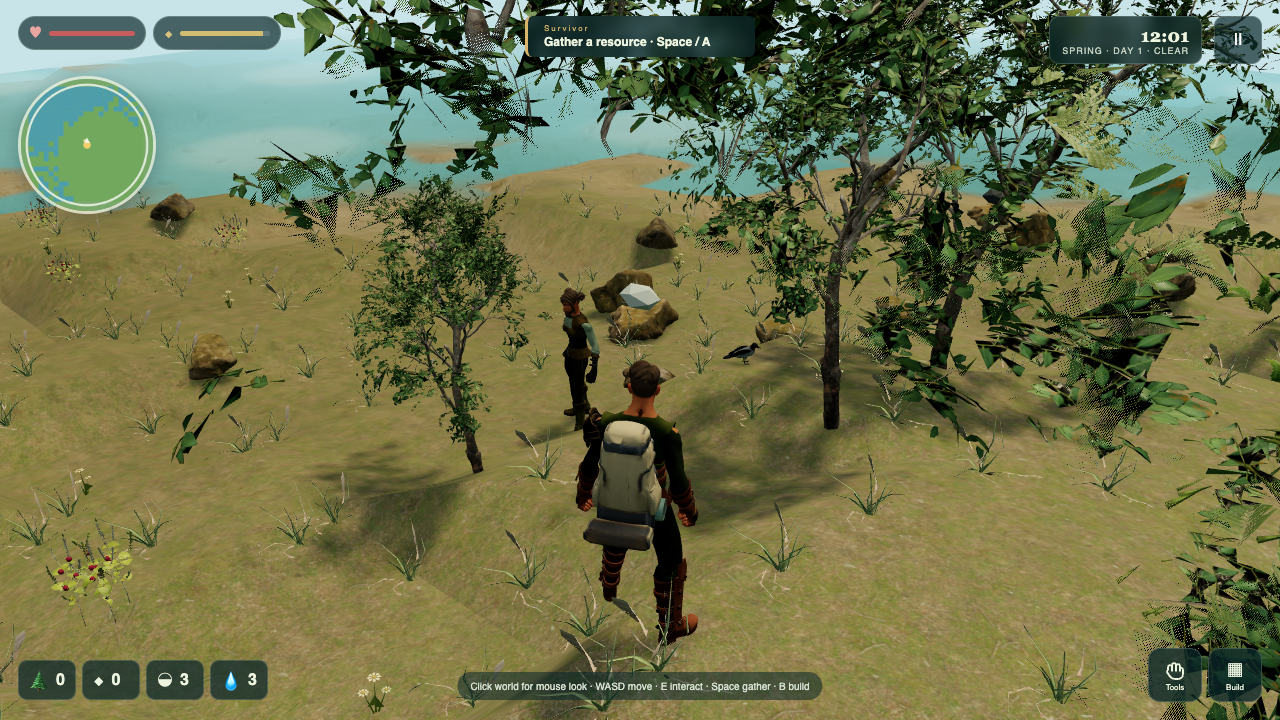 Survivor
Gather a resource · Space / A
12:01
SPRING · DAY 1 · CLEAR
0
0
3
3
Click world for mouse look · WASD move · E interact · Space gather · B build
Tools
Build